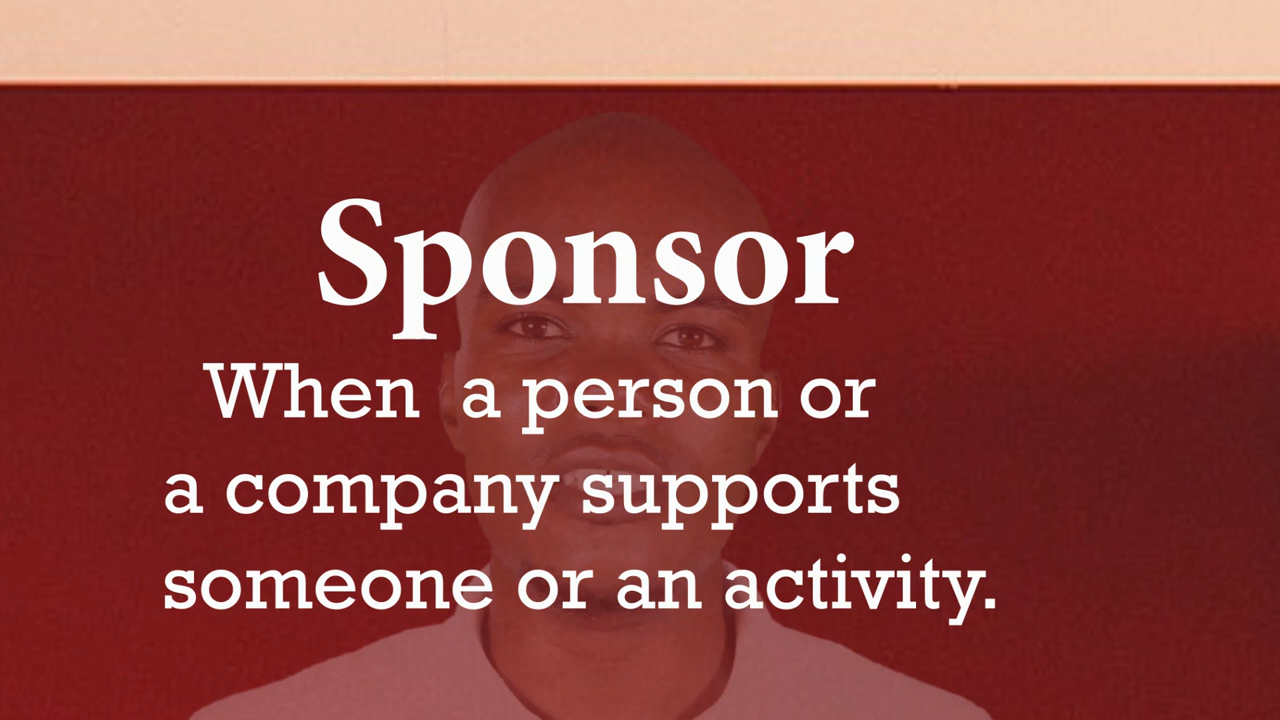 Sponsor
When a person or
a company supports
someone or an activity.